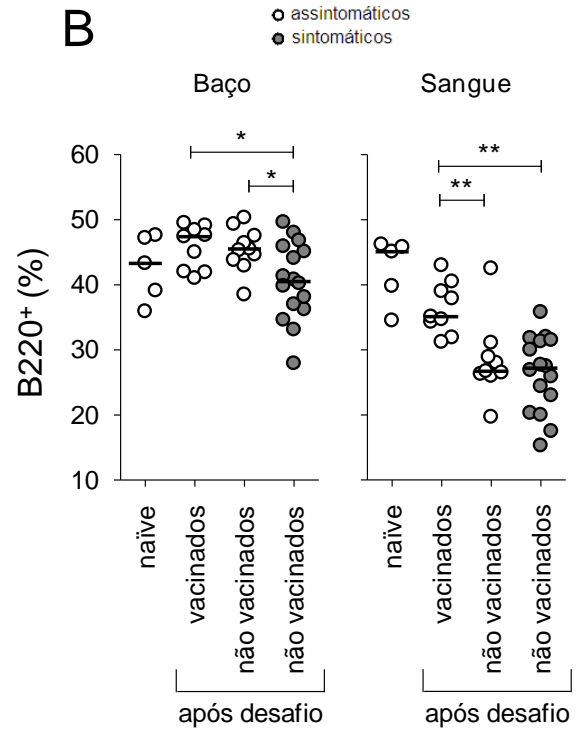 B
assintomáticos
sintomáticos
Baço
Sangue
B220+ (%)
60
50
40
30
20
10
*
*
**
**
naïve
vacinados
não vacinados
não vacinados
após desafio
naïve
vacinados
não vacinados
não vacinados
após desafio